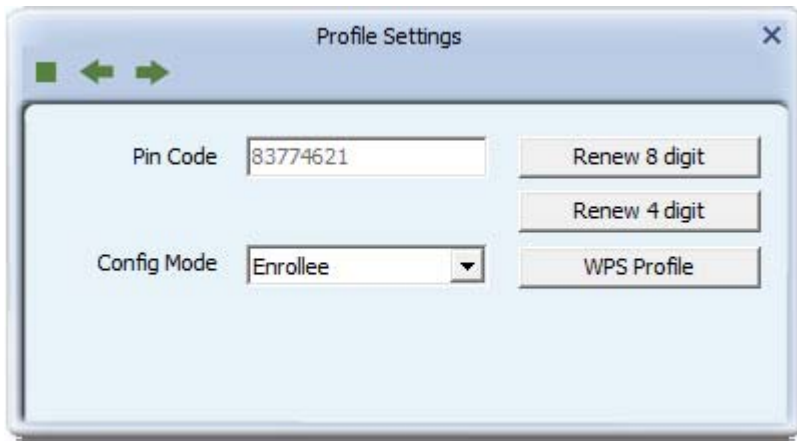 Profile Settings
Pin Code 83774621 Renew 8 digit
Renew 4 digit
Config Mode Enrollee WPS Profile